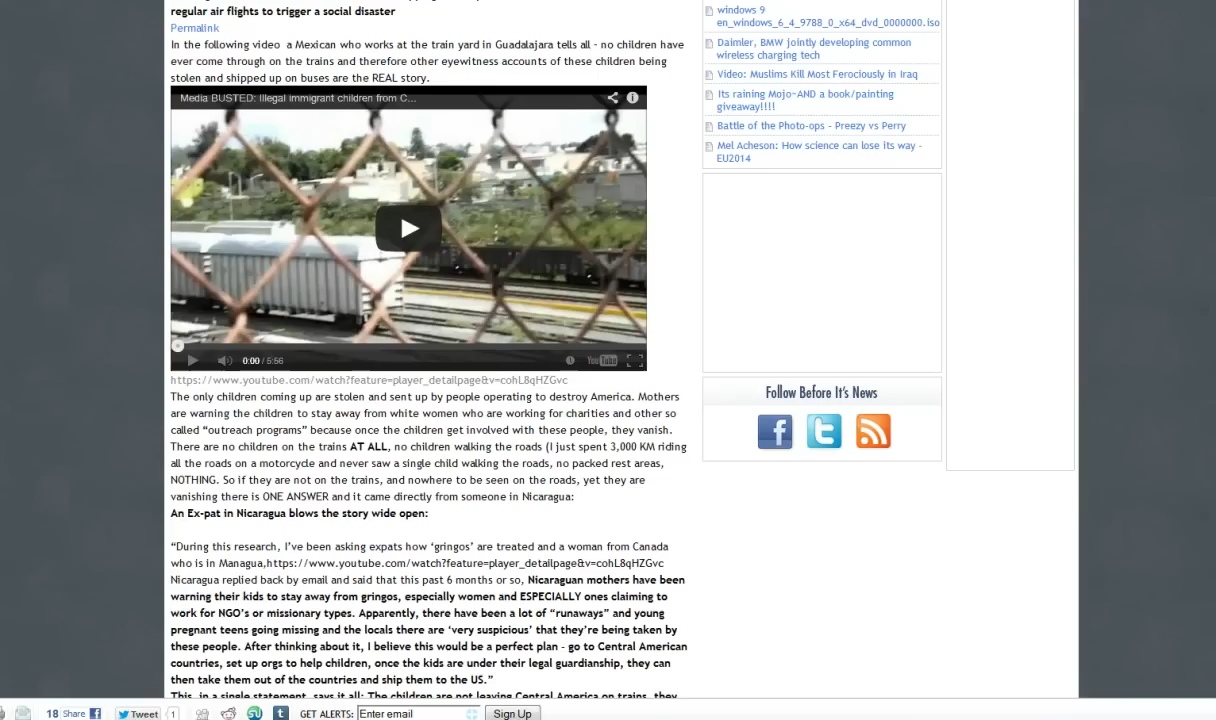 regular air flights to trigger a social disaster
Permalink
In the following video a Mexican who works at the train yard in Guadalajara tells all - no children have
ever come through on the trains and therefore other eyewitness accounts of these children being
stolen and shipped up on buses are the REAL story.
Media BUSTED: Illegal immigrant children from C...
0:00 / 5:56
YouTube
https://www.youtube.com/watch?feature=player_detailpage&v=cohL8qHZGvc
The only children coming up are stolen and sent up by people operating to destroy America. Mothers
are warning the children to stay away from white women who are working for charities and other so
called “outreach programs” because once the children get involved with these people, they vanish.
There are no children on the trains AT ALL, no children walking the roads (I just spent 3,000 KM riding
all the roads on a motorcycle and never saw a single child walking the roads, no packed rest areas,
NOTHING. So if they are not on the trains, and nowhere to be seen on the roads, yet they are
vanishing there is ONE ANSWER and it came directly from someone in Nicaragua:
An Ex-pat in Nicaragua blows the story wide open:
“During this research, I’ve been asking expats how ‘gringos’ are treated and a woman from Canada
who is in Managua,https://www.youtube.com/watch?feature=player_detailpage&v=cohL8qHZGvc
Nicaragua replied back by email and said that this past 6 months or so, Nicaraguan mothers have been
warning their kids to stay away from gringos, especially women and ESPECIALLY ones claiming to
work for NGO’s or missionary types. Apparently, there have been a lot of “runaways” and young
pregnant teens going missing and the locals there are ‘very suspicious’ that they’re being taken by
these people. After thinking about it, I believe this would be a perfect plan - go to Central American
countries, set up orgs to help children, once the kids are under their legal guardianship, they can
then take them out of the countries and ship them to the US.”
This, in a single statement, says it all: The children are not leaving Central America on trains, they
windows 9
en_windows_6_4_9788_0_x64_dvd_0000000.iso
Daimler, BMW jointly developing common
wireless charging tech
Video: Muslims Kill Most Ferociously in Iraq
Its raining Mojo~AND a book/painting
giveaway!!!!
Battle of the Photo-ops - Preezy vs Perry
Mel Acheson: How science can lose its way -
EU2014
Follow Before It's News
18 Share
Tweet 1
GET ALERTS: Enter email Sign Up